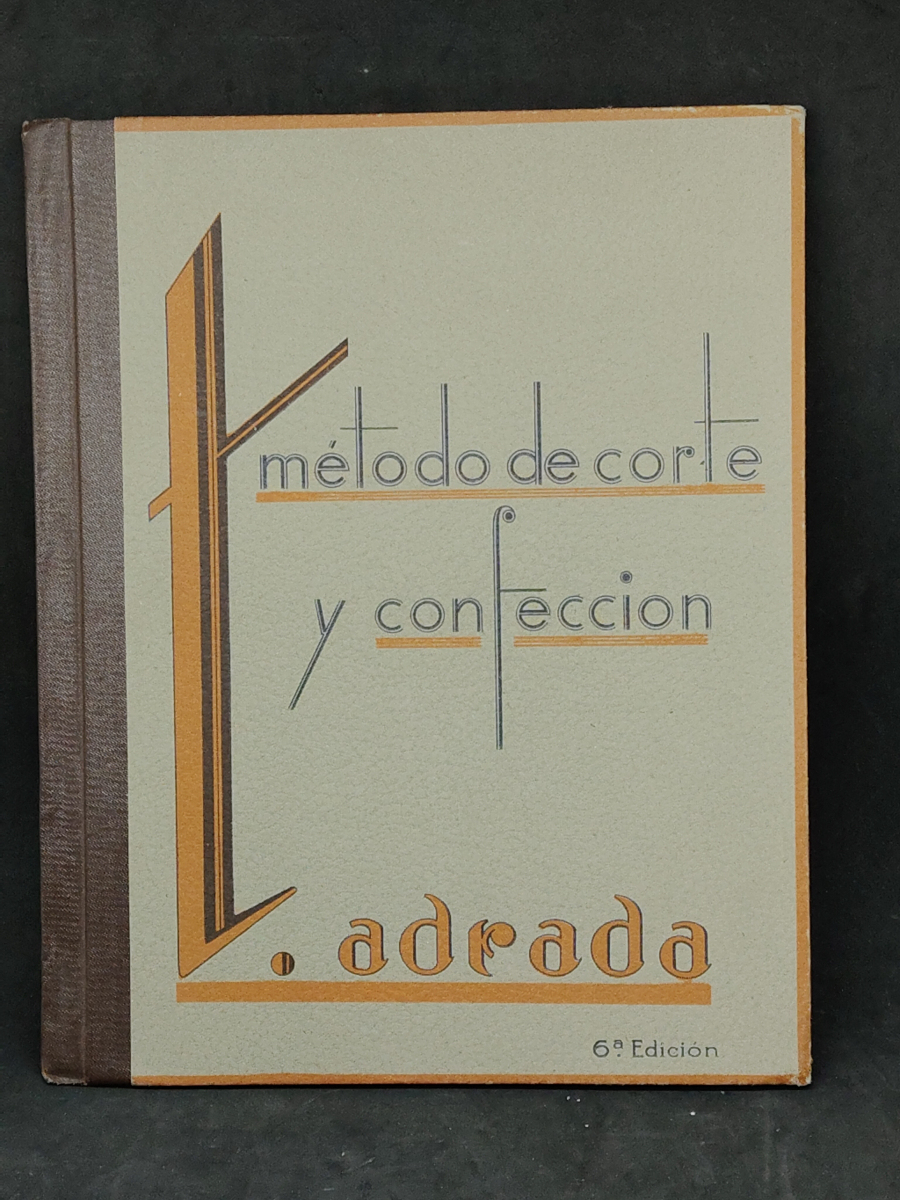 método de corte
y confeccion
t. adrada
6ª Edición